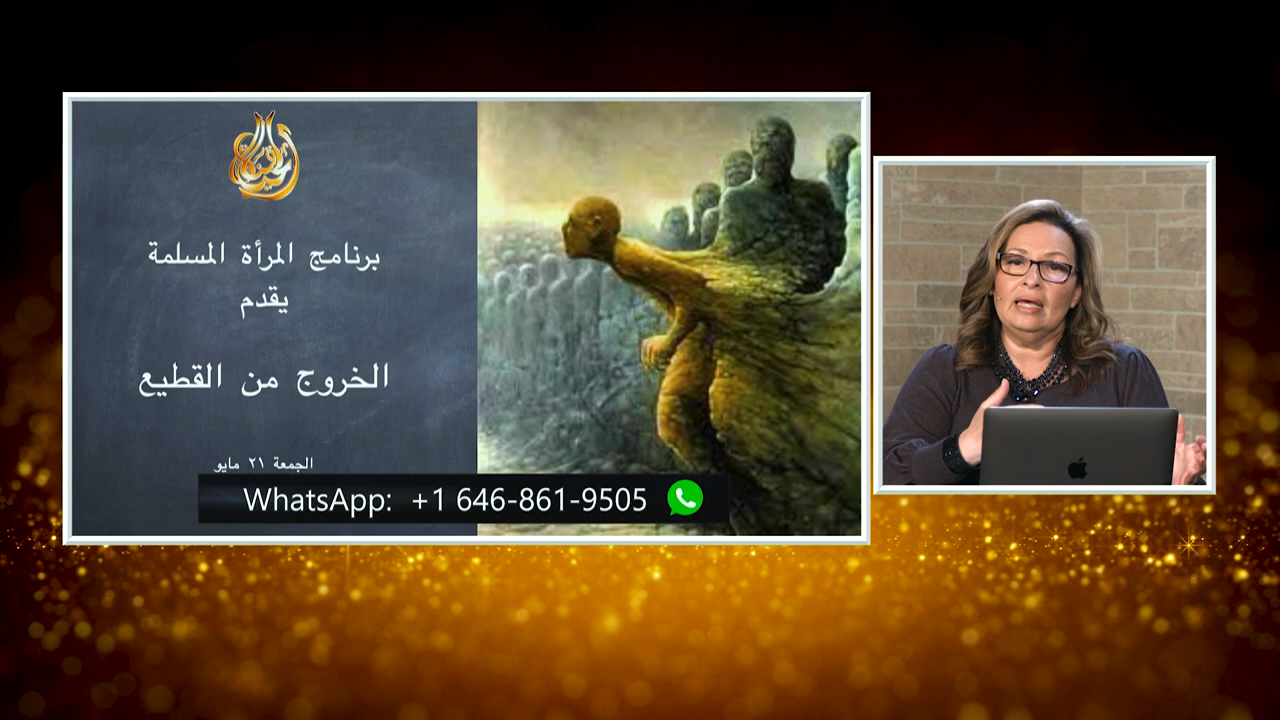 برنامج المرأة المسلمة
يقدم
الخروج من القطيع
الجمعة ٢١ مايو
WhatsApp: +1 646-861-9505